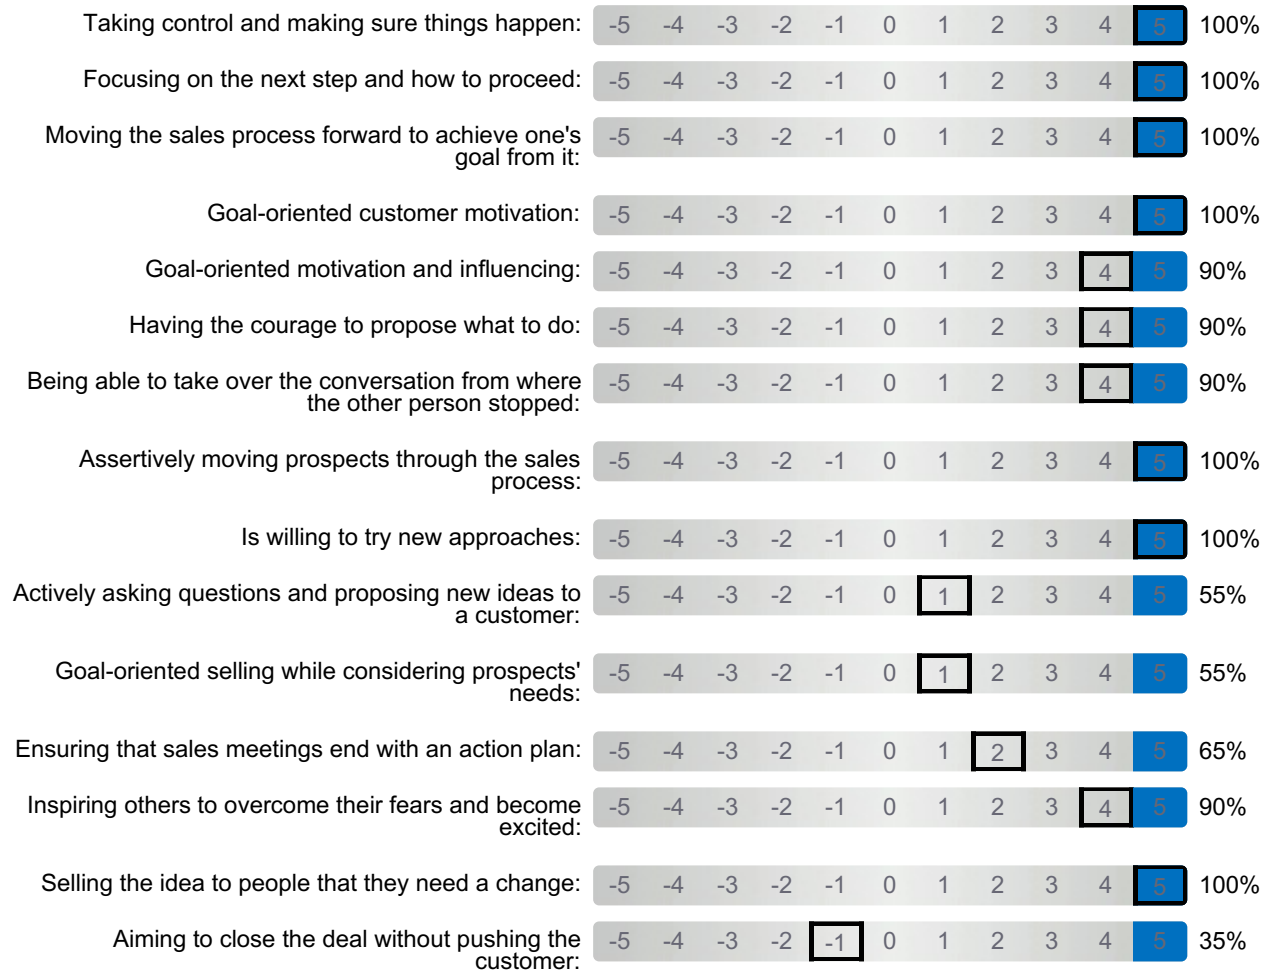 Taking control and making sure things happen: -5 -4 -3 -2 -1 0 1 2 3 4 5 100%
Focusing on the next step and how to proceed: -5 -4 -3 -2 -1 0 1 2 3 4 5 100%
Moving the sales process forward to achieve one's
goal from it: -5 -4 -3 -2 -1 0 1 2 3 4 5 100%
Goal-oriented customer motivation: -5 -4 -3 -2 -1 0 1 2 3 4 5 100%
Goal-oriented motivation and influencing: -5 -4 -3 -2 -1 0 1 2 3 4 5 90%
Having the courage to propose what to do: -5 -4 -3 -2 -1 0 1 2 3 4 5 90%
Being able to take over the conversation from where
the other person stopped: -5 -4 -3 -2 -1 0 1 2 3 4 5 90%
Assertively moving prospects through the sales
process: -5 -4 -3 -2 -1 0 1 2 3 4 5 100%
Is willing to try new approaches: -5 -4 -3 -2 -1 0 1 2 3 4 5 100%
Actively asking questions and proposing new ideas to
a customer: -5 -4 -3 -2 -1 0 1 2 3 4 5 55%
Goal-oriented selling while considering prospects'
needs: -5 -4 -3 -2 -1 0 1 2 3 4 5 55%
Ensuring that sales meetings end with an action plan: -5 -4 -3 -2 -1 0 1 2 3 4 5 65%
Inspiring others to overcome their fears and become
excited: -5 -4 -3 -2 -1 0 1 2 3 4 5 90%
Selling the idea to people that they need a change: -5 -4 -3 -2 -1 0 1 2 3 4 5 100%
Aiming to close the deal without pushing the
customer: -5 -4 -3 -2 -1 0 1 2 3 4 5 35%